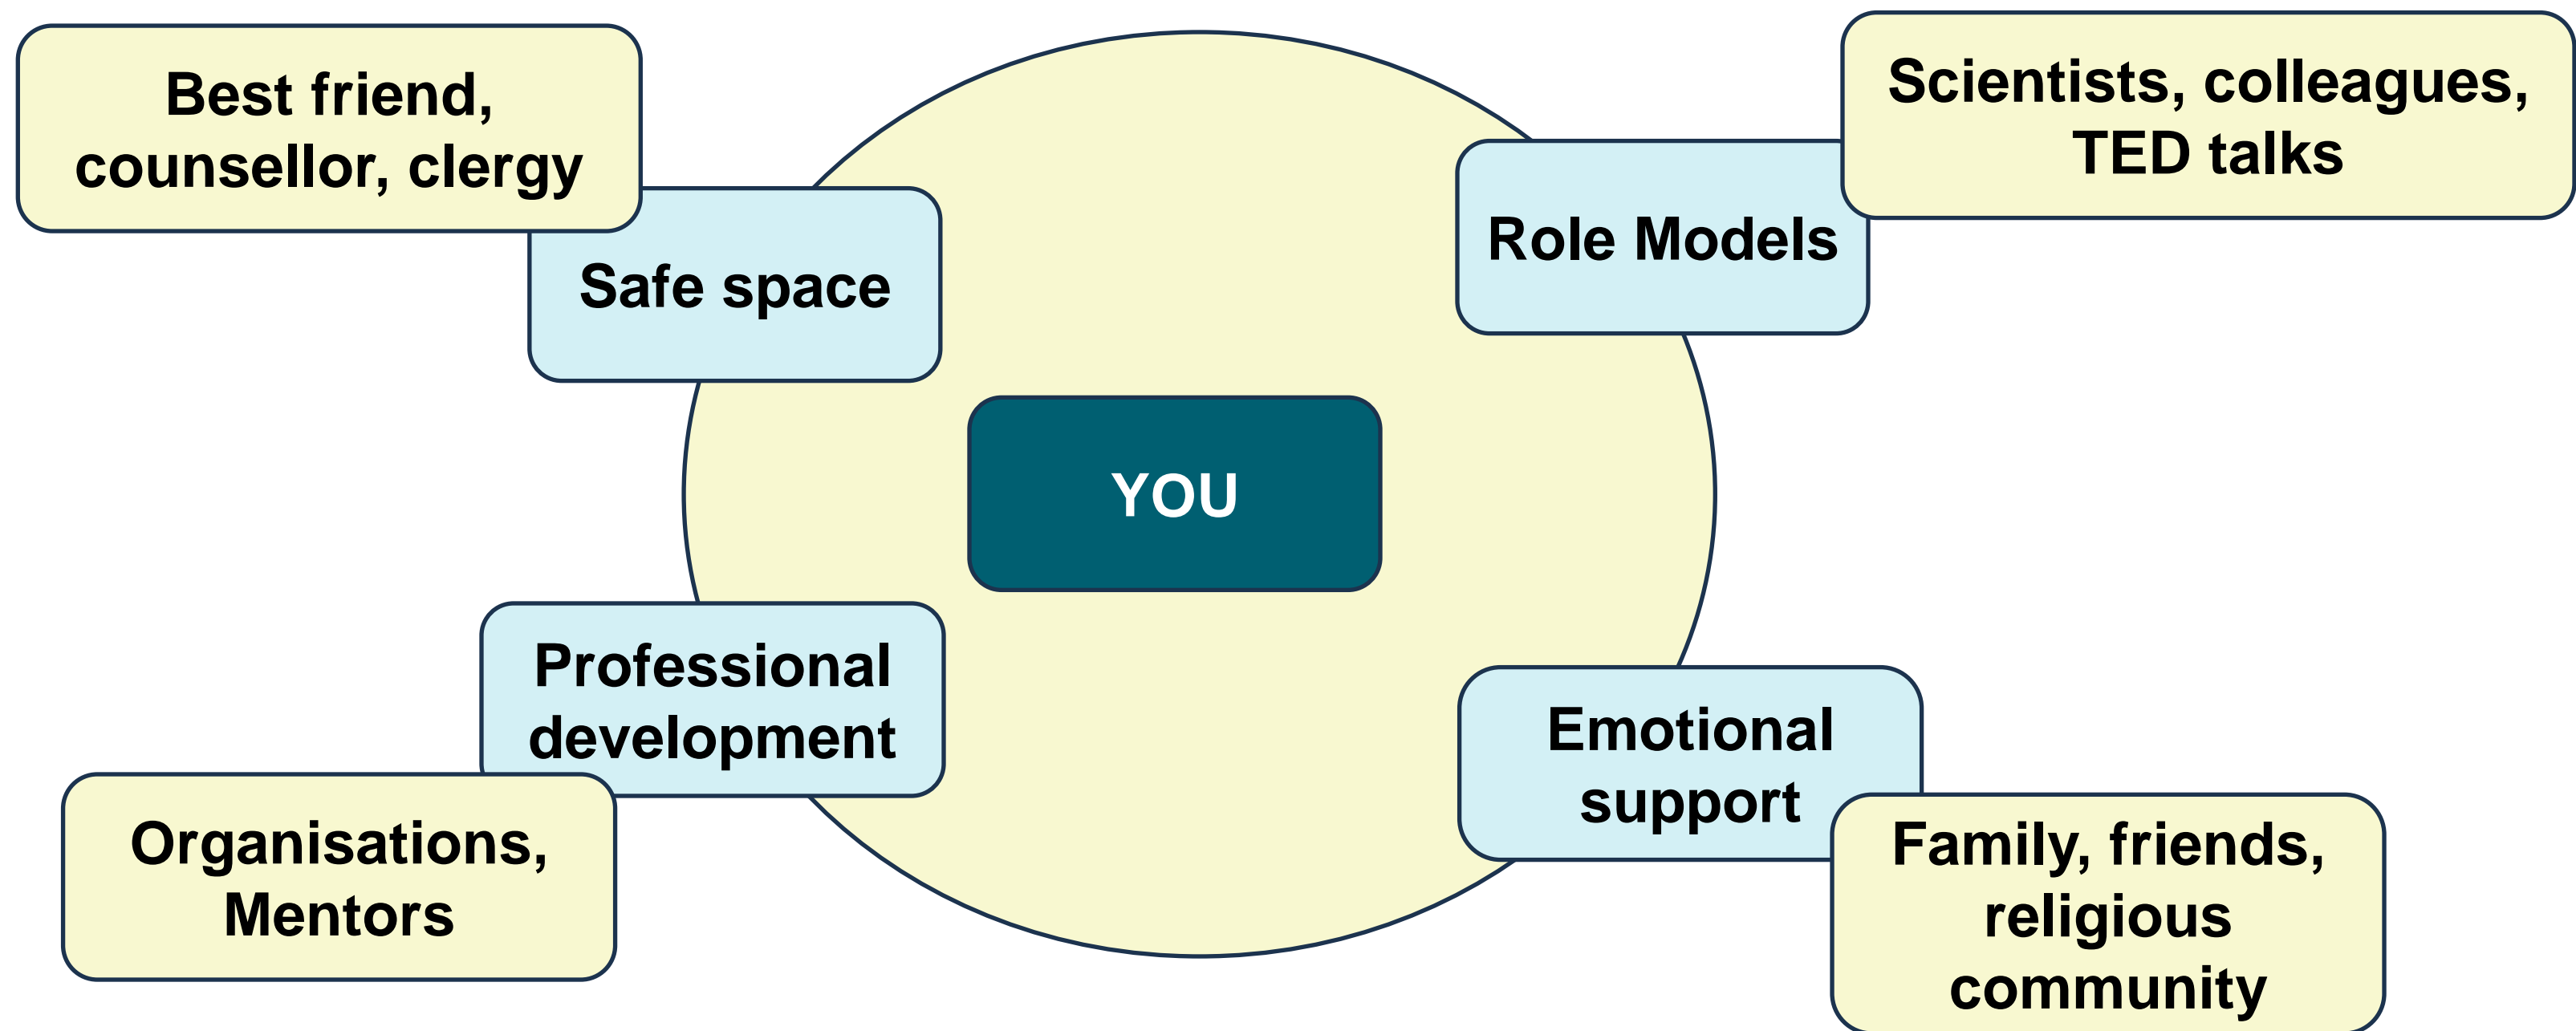 Best friend,
counsellor, clergy
Safe space
Scientists, colleagues,
TED talks
Role Models
YOU
Professional
development
Organisations,
Mentors
Emotional
support
Family, friends,
religious
community